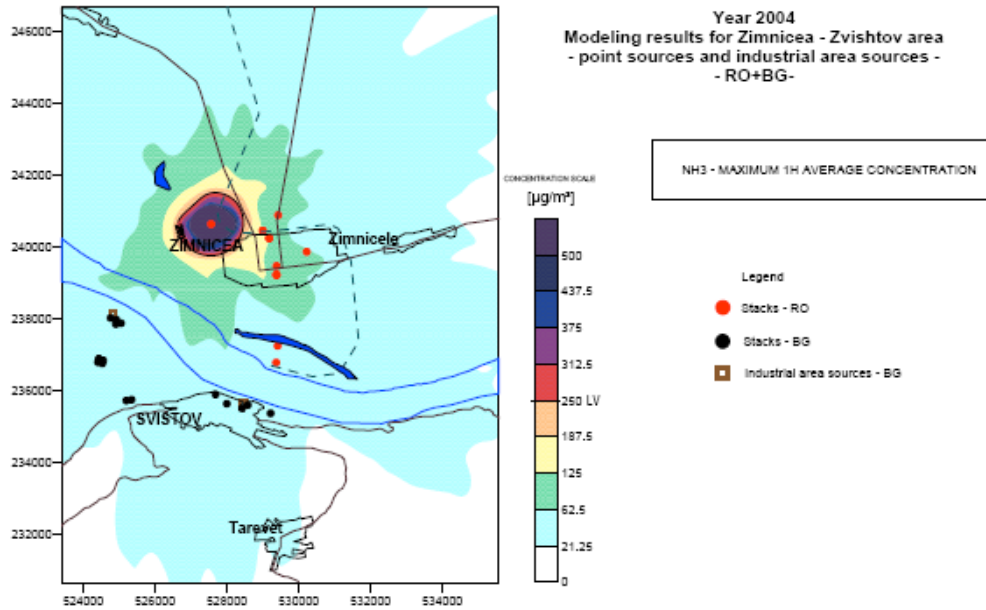 Year 2004
Modeling results for Zimnicea - Zvishtov area
- point sources and industrial area sources -
- RO+BG-
NH3 - MAXIMUM 1H AVERAGE CONCENTRATION
CONCENTRATION SCALE
[µg/m³]
500
437.5
375
312.5
250 LV
187.5
125
62.5
21.25
0
Legend
Stacks - RO
Stacks - BG
Industrial area sources - BG
246000
244000
242000
240000
238000
236000
234000
232000
ZIMNICEA
Zimnicele
SVISTOV
Tarevet
524000 526000 528000 530000 532000 534000